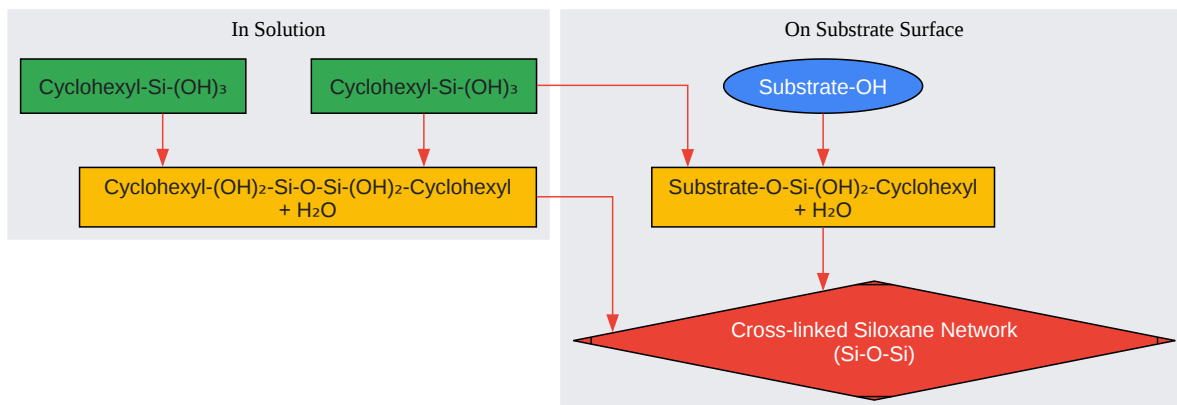 In Solution
On Substrate Surface
Cyclohexyl-Si-(OH)₃
Cyclohexyl-Si-(OH)₃
Substrate-OH
Cyclohexyl-(OH)₂-Si-O-Si-(OH)₂-Cyclohexyl
+ H₂O
Substrate-O-Si-(OH)₂-Cyclohexyl
+ H₂O
Cross-linked Siloxane Network
(Si-O-Si)